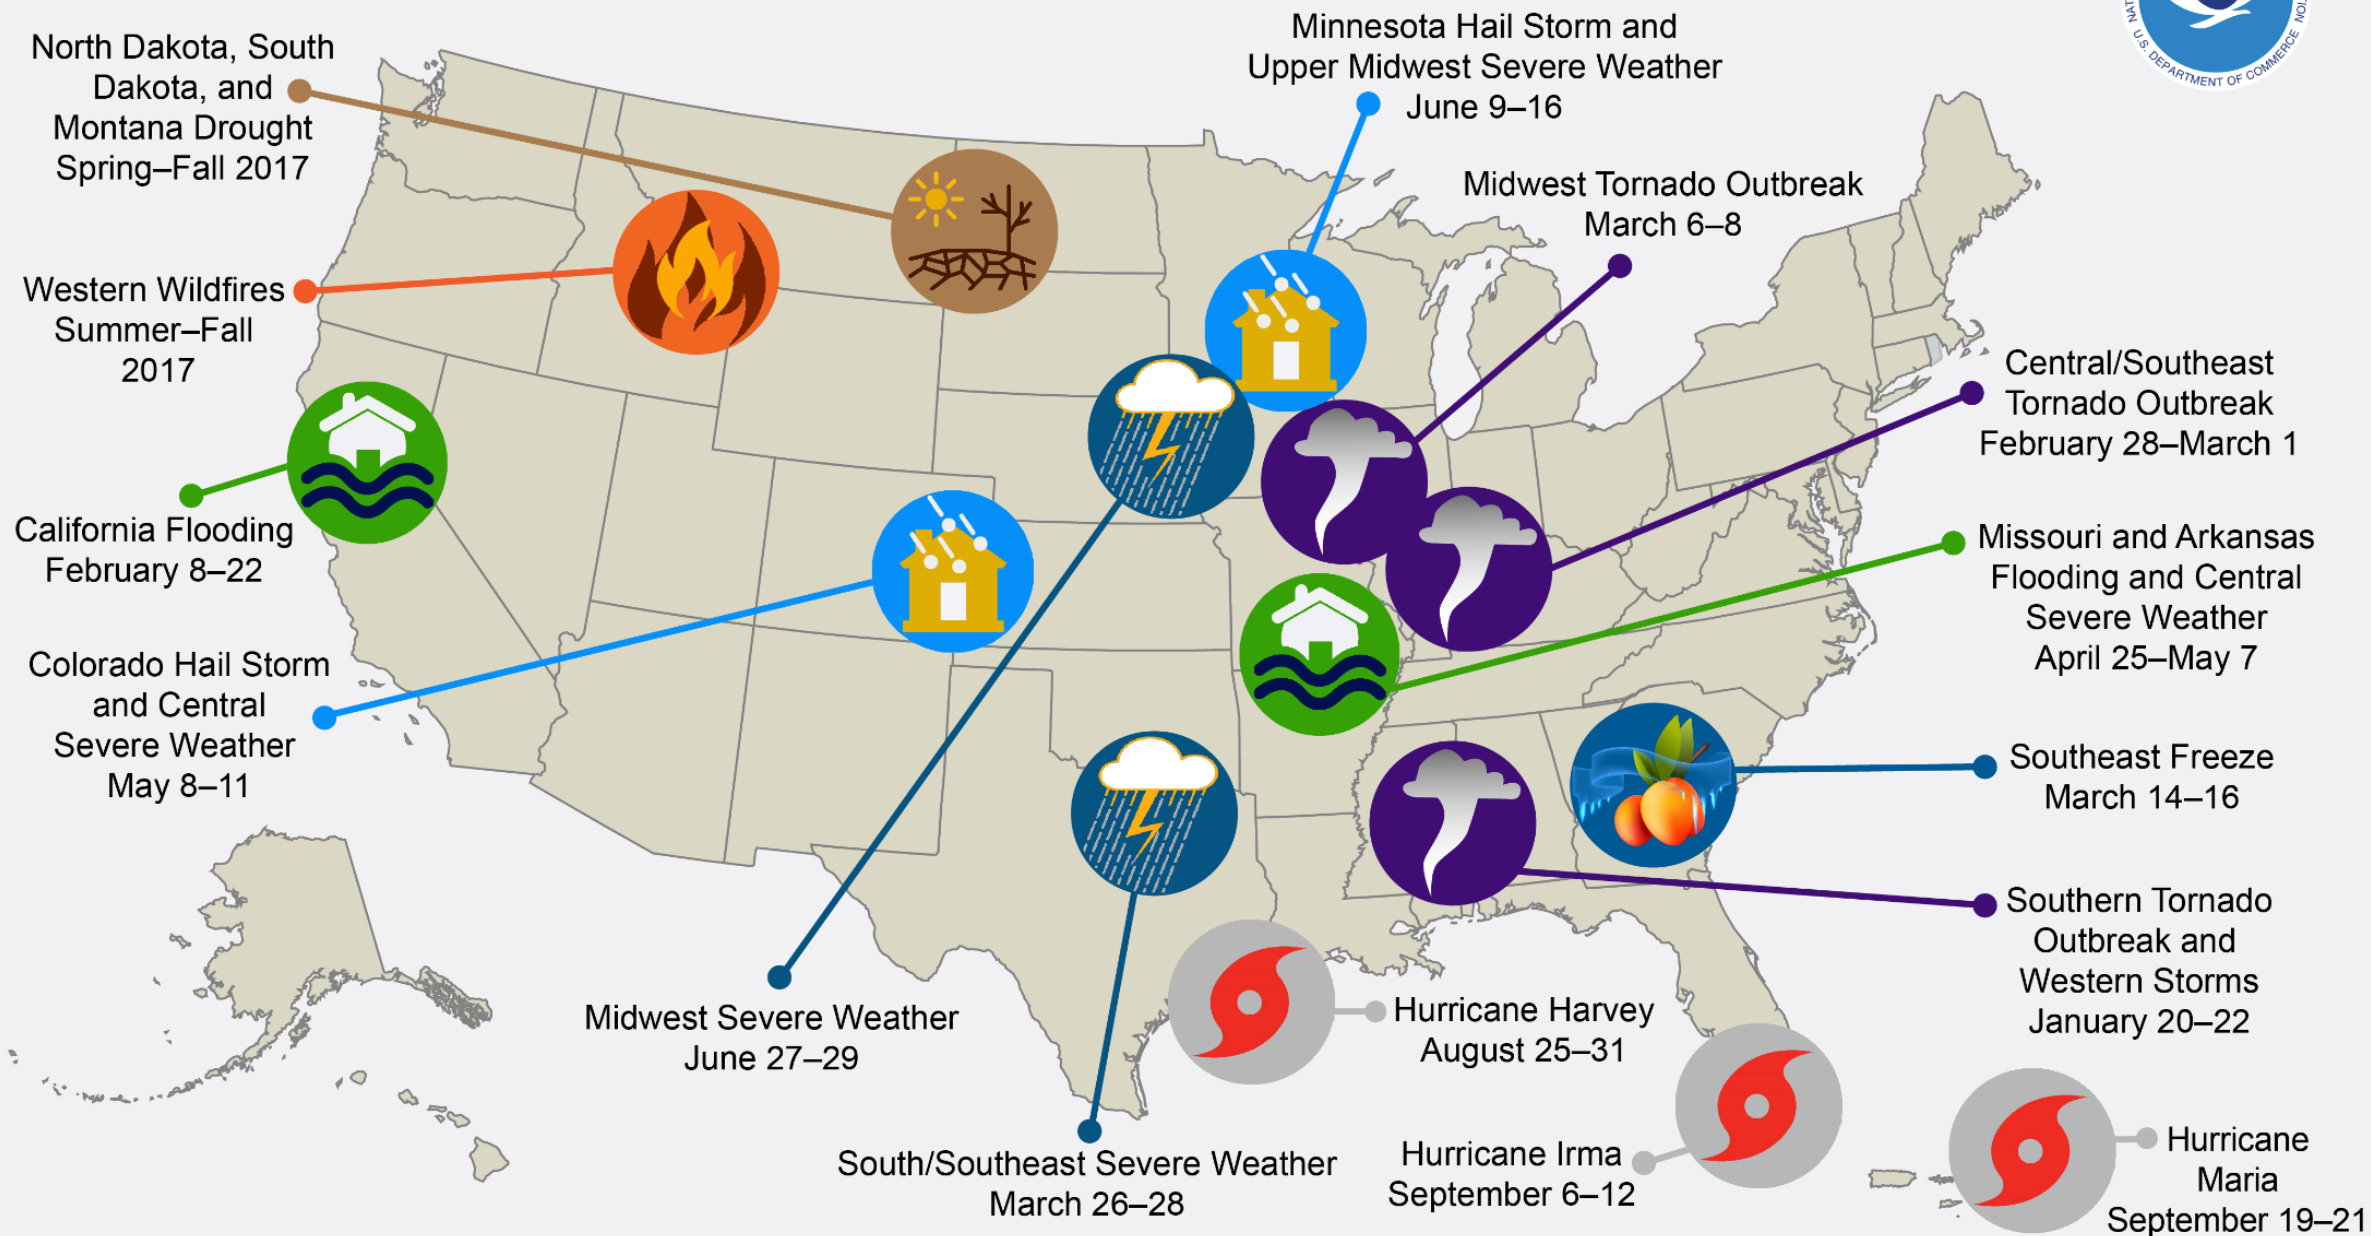 North Dakota, South
Dakota, and
Montana Drought
Spring–Fall 2017
Western Wildfires
Summer–Fall
2017
California Flooding
February 8–22
Colorado Hail Storm
and Central
Severe Weather
May 8–11
Minnesota Hail Storm and
Upper Midwest Severe Weather
June 9–16
Midwest Tornado Outbreak
March 6–8
Central/Southeast
Tornado Outbreak
February 28–March 1
Missouri and Arkansas
Flooding and Central
Severe Weather
April 25–May 7
Southeast Freeze
March 14–16
Southern Tornado
Outbreak and
Western Storms
January 20–22
Midwest Severe Weather
June 27–29
South/Southeast Severe Weather
March 26–28
Hurricane Harvey
August 25–31
Hurricane Irma
September 6–12
Hurricane
Maria
September 19–21
U.S. DEPARTMENT OF COMMERCE